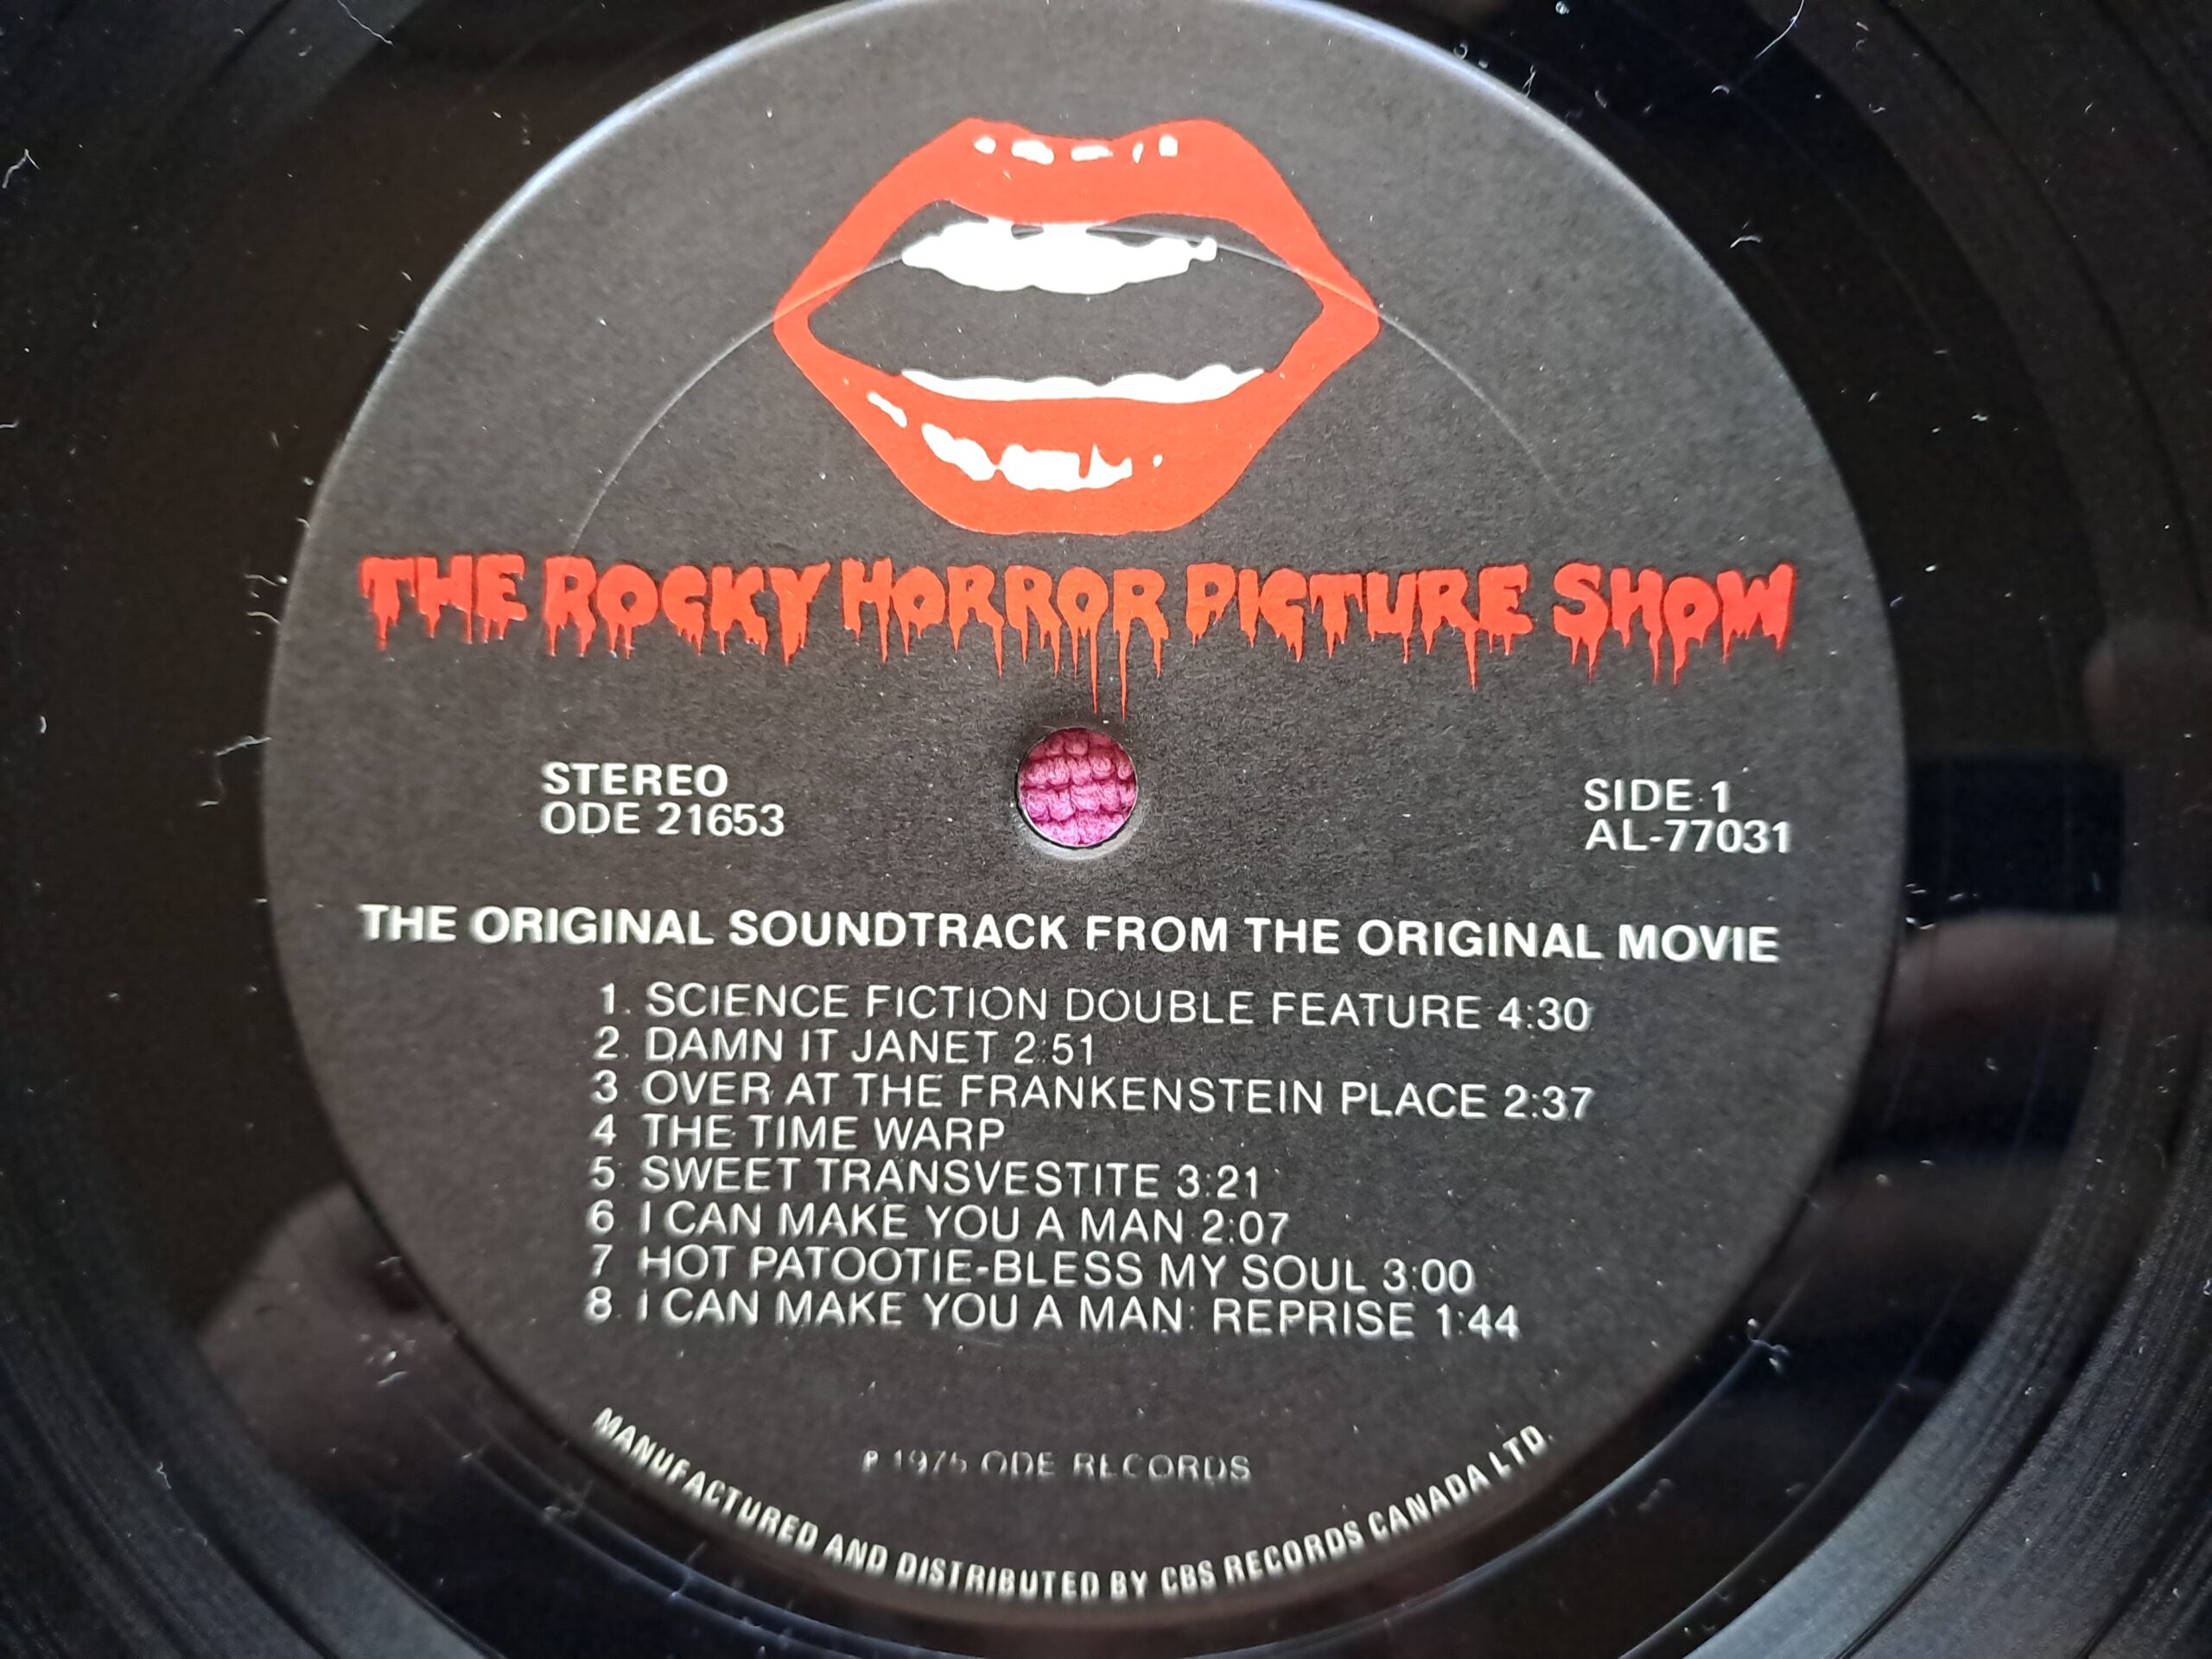 THE ROCKY HORROR PICTURE SHOW
STEREO
ODE 21653
SIDE 1
AL-77031
THE ORIGINAL SOUNDTRACK FROM THE ORIGINAL MOVIE
1. SCIENCE FICTION DOUBLE FEATURE 4:30
2. DAMN IT JANET 2:51
3 OVER AT THE FRANKENSTEIN PLACE 2:37
4 THE TIME WARP
5 SWEET TRANSVESTITE 3:21
6 I CAN MAKE YOU A MAN 2:07
7 HOT PATOOTIE-BLESS MY SOUL 3:00
8. I CAN MAKE YOU A MAN: REPRISE 1:44
℗ 1975 ODE RECORDS
MANUFACTURED AND DISTRIBUTED BY CBS RECORDS CANADA LTD.